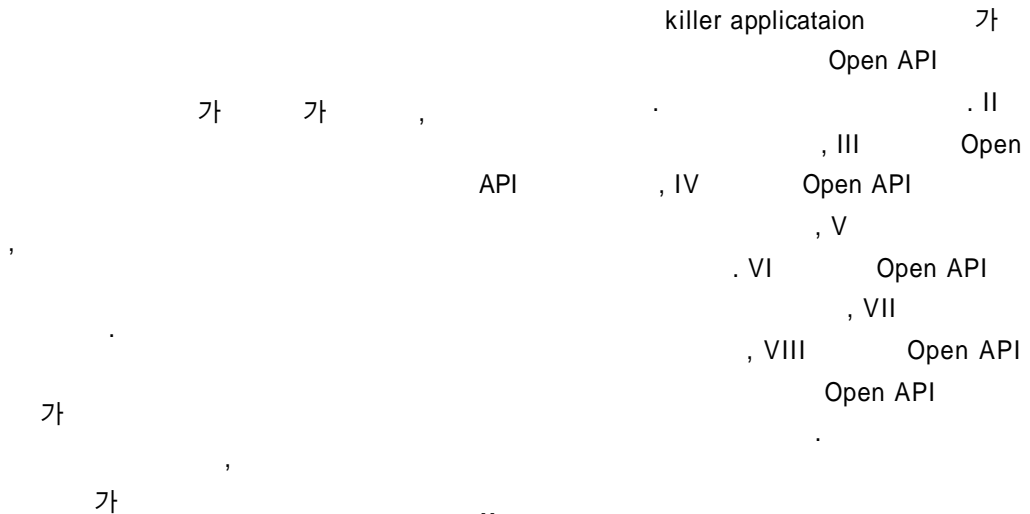 가 가 ,
,
.
가
,
가
killer applicataion 가
Open API
. . II
, III Open
API , IV Open API
, V
. VI Open API
, VII
, VIII Open API
Open API
.